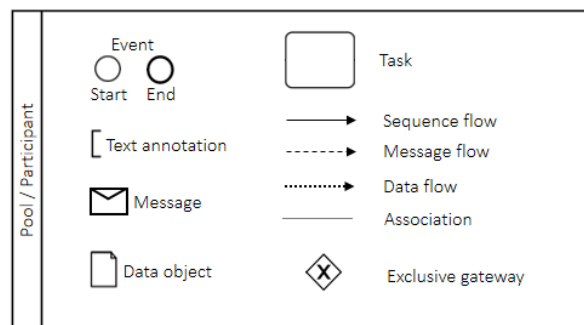 Pool / Participant
Event
Start End
Text annotation
Message
Data object
Task
Sequence flow
Message flow
Data flow
Association
X
Exclusive gateway